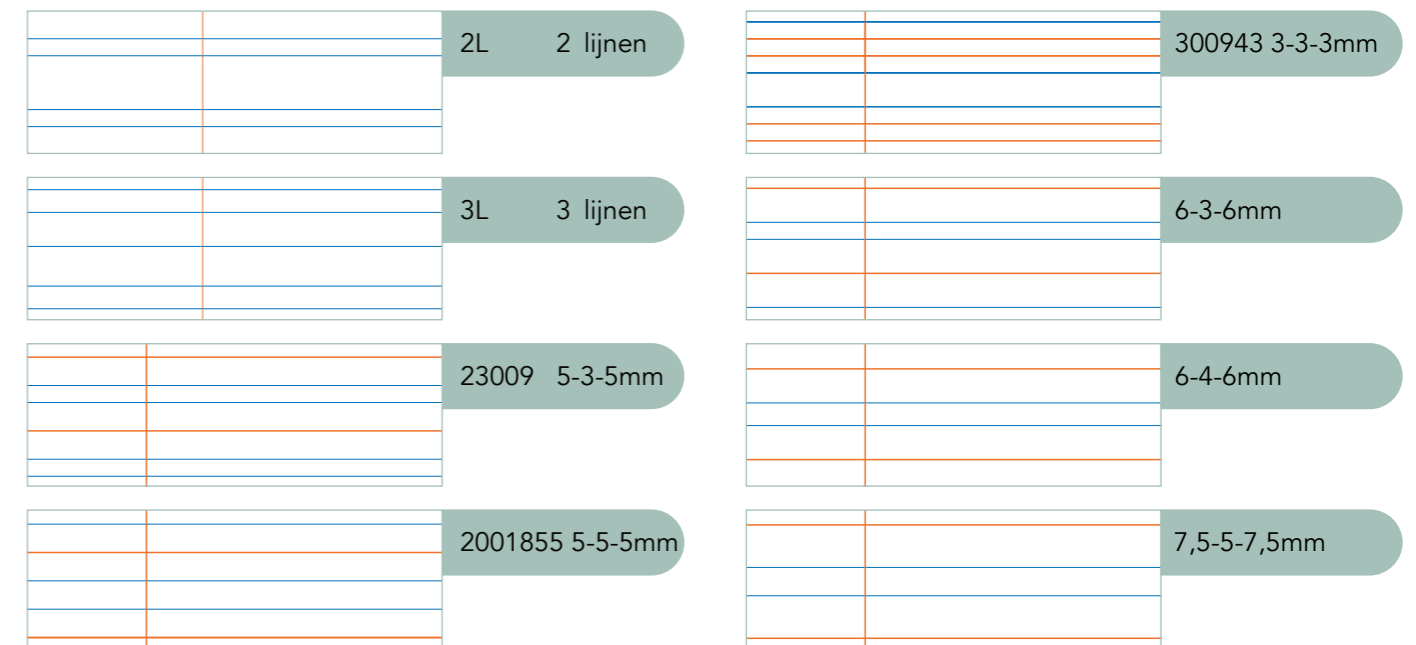 2L 2 lijnen
300943 3-3-3mm
3L 3 lijnen
6-3-6mm
23009 5-3-5mm
6-4-6mm
2001855 5-5-5mm
7,5-5-7,5mm